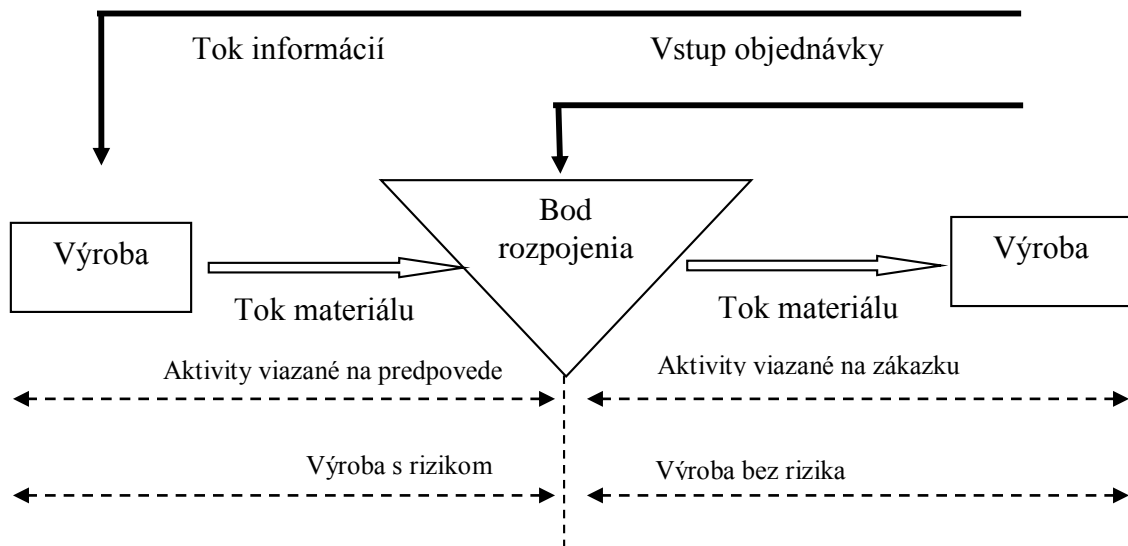 Tok informácií
Vstup objednávky
Bod
rozpojenia
Výroba
Výroba
Tok materiálu
Tok materiálu
Aktivity viazané na predpovede
Aktivity viazané na zákazku
Výroba s rizikom
Výroba bez rizika